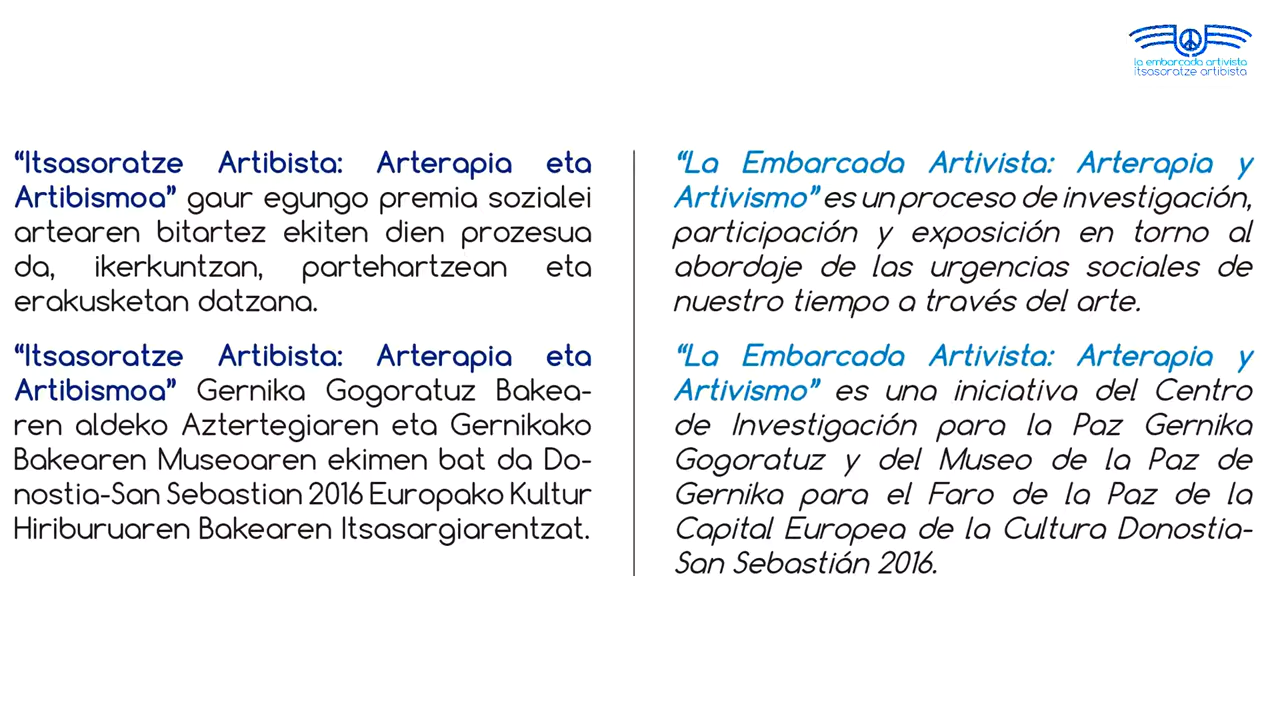 la embarcada artivista
itsasoratze artibista
“Itsasoratze Artibista: Arterapia eta
Artibismoa” gaur egungo premia sozialei
artearen bitartez ekiten dien prozesua
da, ikerkuntzan, partehartzean eta
erakusketan datzana.
“Itsasoratze Artibista: Arterapia eta
Artibismoa” Gernika Gogoratuz Bakea-
ren aldeko Aztertegiaren eta Gernikako
Bakearen Museoaren ekimen bat da Do-
nostia-San Sebastian 2016 Europako Kultur
Hiriburuaren Bakearen Itsasargiarentzat.
“La Embarcada Artivista: Arterapia y
Artivismo” es un proceso de investigación,
participación y exposición en torno al
abordaje de las urgencias sociales de
nuestro tiempo a través del arte.
“La Embarcada Artivista: Arterapia y
Artivismo” es una iniciativa del Centro
de Investigación para la Paz Gernika
Gogoratuz y del Museo de la Paz de
Gernika para el Faro de la Paz de la
Capital Europea de la Cultura Donostia-
San Sebastián 2016.